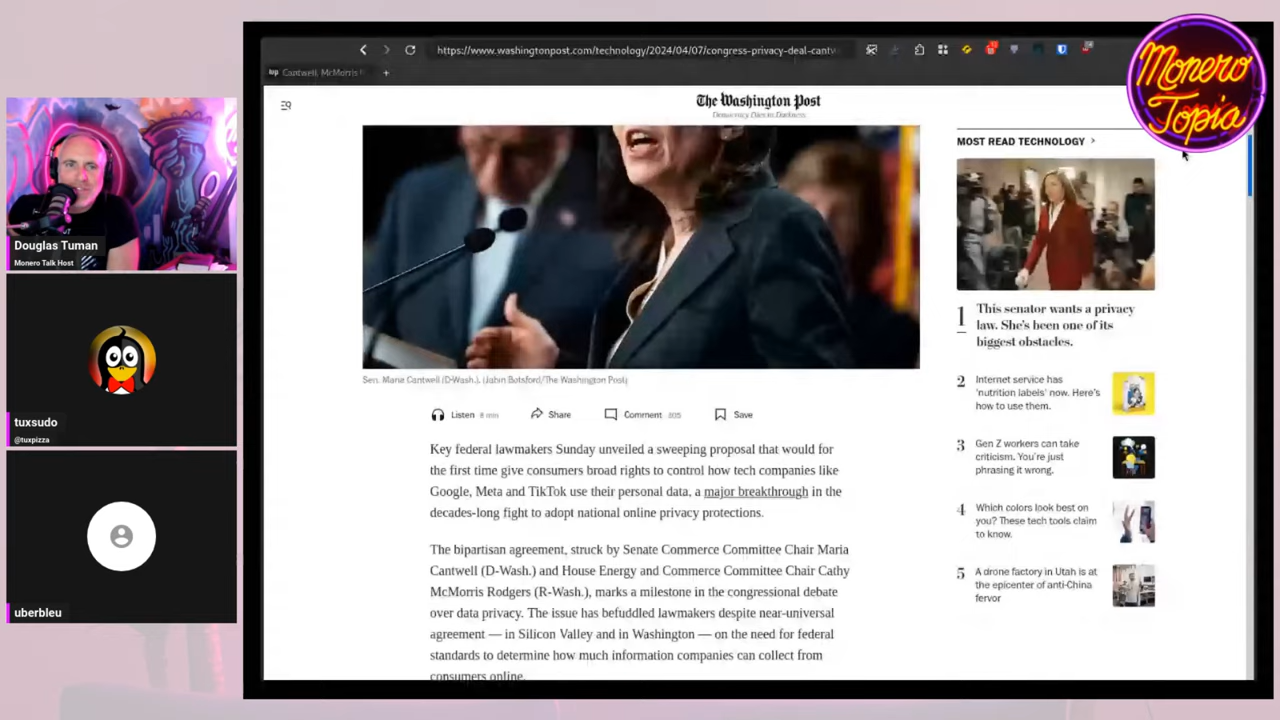 https://www.washingtonpost.com/technology/2024/04/07/congress-privacy-deal-cantw
Cantwell, McMorris
+
Monero
Topia
The Washington Post
Democracy Dies in Darkness
MOST READ TECHNOLOGY >
1
This senator wants a privacy
law. She's been one of its
biggest obstacles.
2
Internet service has
'nutrition labels' now. Here's
how to use them.
3
Gen Z workers can take
criticism. You're just
phrasing it wrong.
4
Which colors look best on
you? These tech tools claim
to know.
5
A drone factory in Utah is at
the epicenter of anti-China
fervor
Sen. Maria Cantwell (D-Wash.). (Jabin Botsford/The Washington Post)
Listen 8 min
Share
Comment 805
Save
Key federal lawmakers Sunday unveiled a sweeping proposal that would for
the first time give consumers broad rights to control how tech companies like
Google, Meta and TikTok use their personal data, a major breakthrough in the
decades-long fight to adopt national online privacy protections.
The bipartisan agreement, struck by Senate Commerce Committee Chair Maria
Cantwell (D-Wash.) and House Energy and Commerce Committee Chair Cathy
McMorris Rodgers (R-Wash.), marks a milestone in the congressional debate
over data privacy. The issue has befuddled lawmakers despite near-universal
agreement — in Silicon Valley and in Washington — on the need for federal
standards to determine how much information companies can collect from
consumers online.
Douglas Tuman
Monero Talk Host
tuxsudo
@tuxpizza
uberbleu